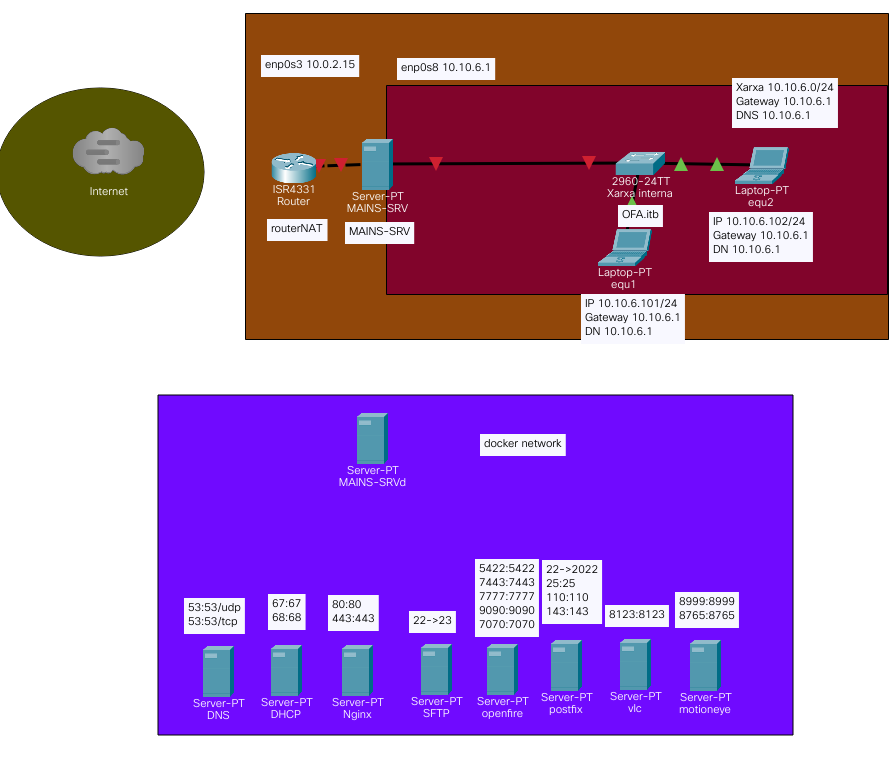 enp0s3 10.0.2.15
enp0s8 10.10.6.1
Xarxa 10.10.6.0/24
Gateway 10.10.6.1
DNS 10.10.6.1
Internet
ISR4331
Router
routerNAT
Server-PT
MAINS-SRV
MAINS-SRV
2960-24TT
Xarxa interna
OFA.itb
Laptop-PT
equ2
IP 10.10.6.102/24
Gateway 10.10.6.1
DN 10.10.6.1
Laptop-PT
equ1
IP 10.10.6.101/24
Gateway 10.10.6.1
DN 10.10.6.1
Server-PT
MAINS-SRVd
docker network
53:53/udp
53:53/tcp
Server-PT
DNS
67:67
68:68
Server-PT
DHCP
80:80
443:443
Server-PT
Nginx
22->23
Server-PT
SFTP
5422:5422
7443:7443
7777:7777
9090:9090
7070:7070
Server-PT
openfire
22->2022
25:25
110:110
143:143
Server-PT
postfix
8123:8123
Server-PT
vlc
8999:8999
8765:8765
Server-PT
motioneye